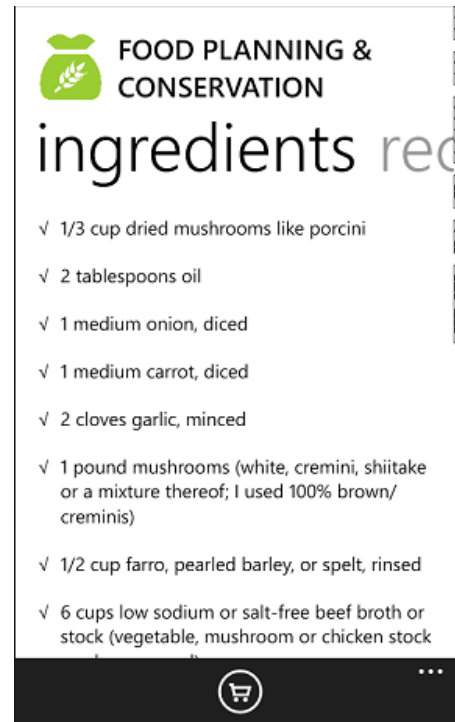 FOOD PLANNING &
CONSERVATION
ingredients rec
√ 1/3 cup dried mushrooms like porcini
√ 2 tablespoons oil
√ 1 medium onion, diced
√ 1 medium carrot, diced
√ 2 cloves garlic, minced
√ 1 pound mushrooms (white, cremini, shiitake
or a mixture thereof; I used 100% brown/
creminis)
√ 1/2 cup farro, pearled barley, or spelt, rinsed
√ 6 cups low sodium or salt-free beef broth or
stock (vegetable, mushroom or chicken stock